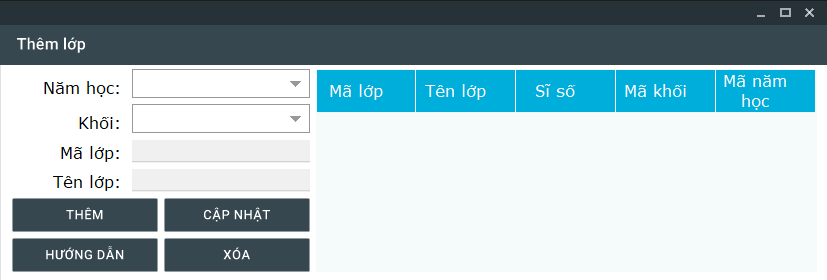 Thêm lớp
Năm học:
Khối:
Mã lớp:
Tên lớp:
THÊM
CẬP NHẬT
HƯỚNG DẪN
XÓA
Mã lớp
Tên lớp
Sĩ số
Mã khối
Mã năm
học